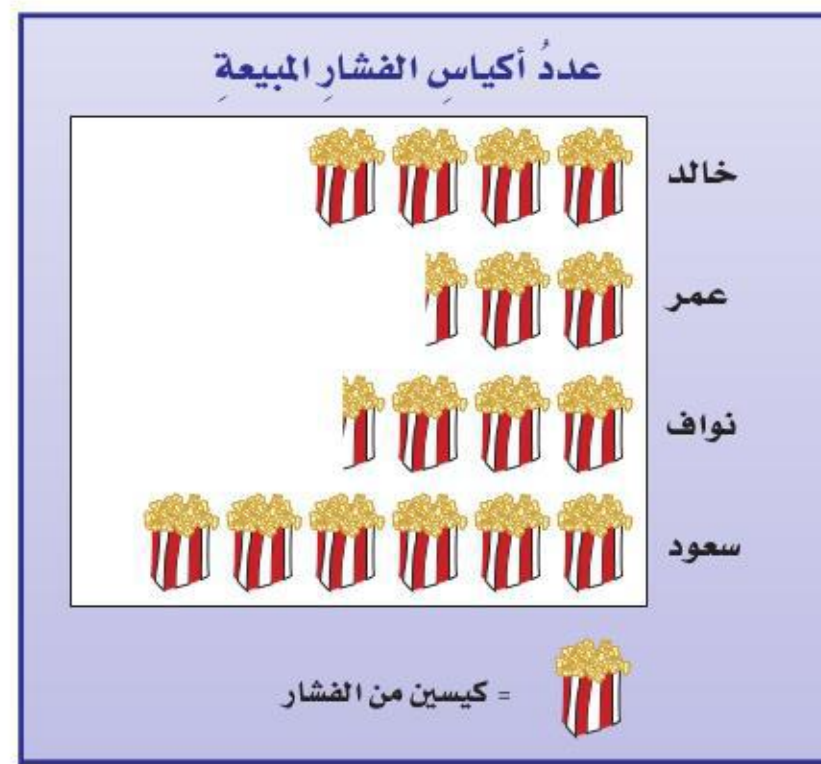 عددُ أكياسِ الفشارِ المبيعةِ
خالد
عمر
نواف
سعود
= كيسين من الفشار